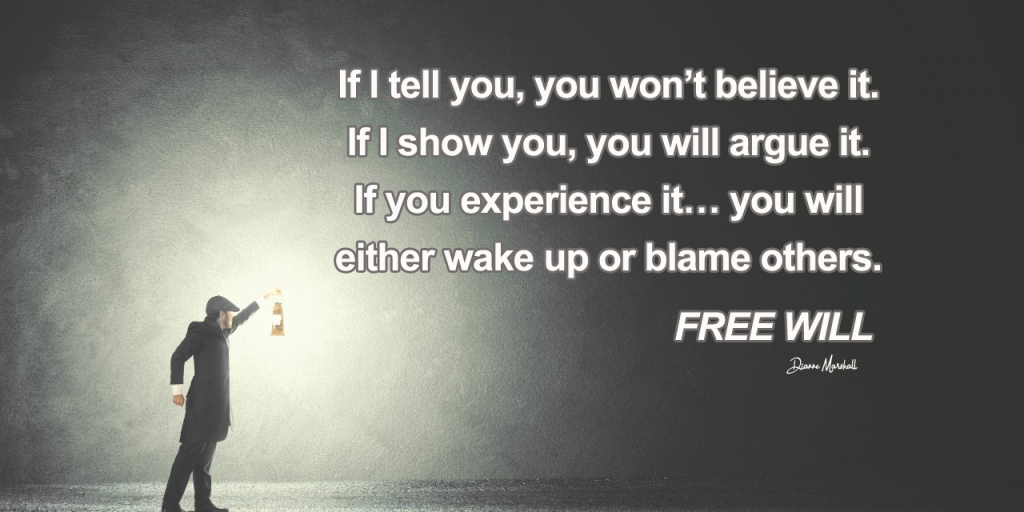 If I tell you, you won’t believe it.
If I show you, you will argue it.
If you experience it… you will
either wake up or blame others.
FREE WILL
Dianne Marshall